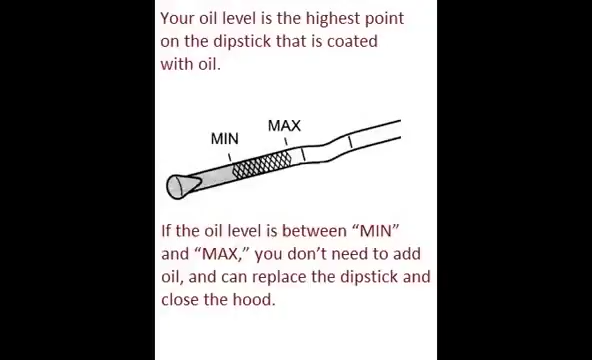 Your oil level is the highest point
on the dipstick that is coated
with oil.
MAX
MIN
If the oil level is between “MIN”
and “MAX,” you don’t need to add
oil, and can replace the dipstick and
close the hood.